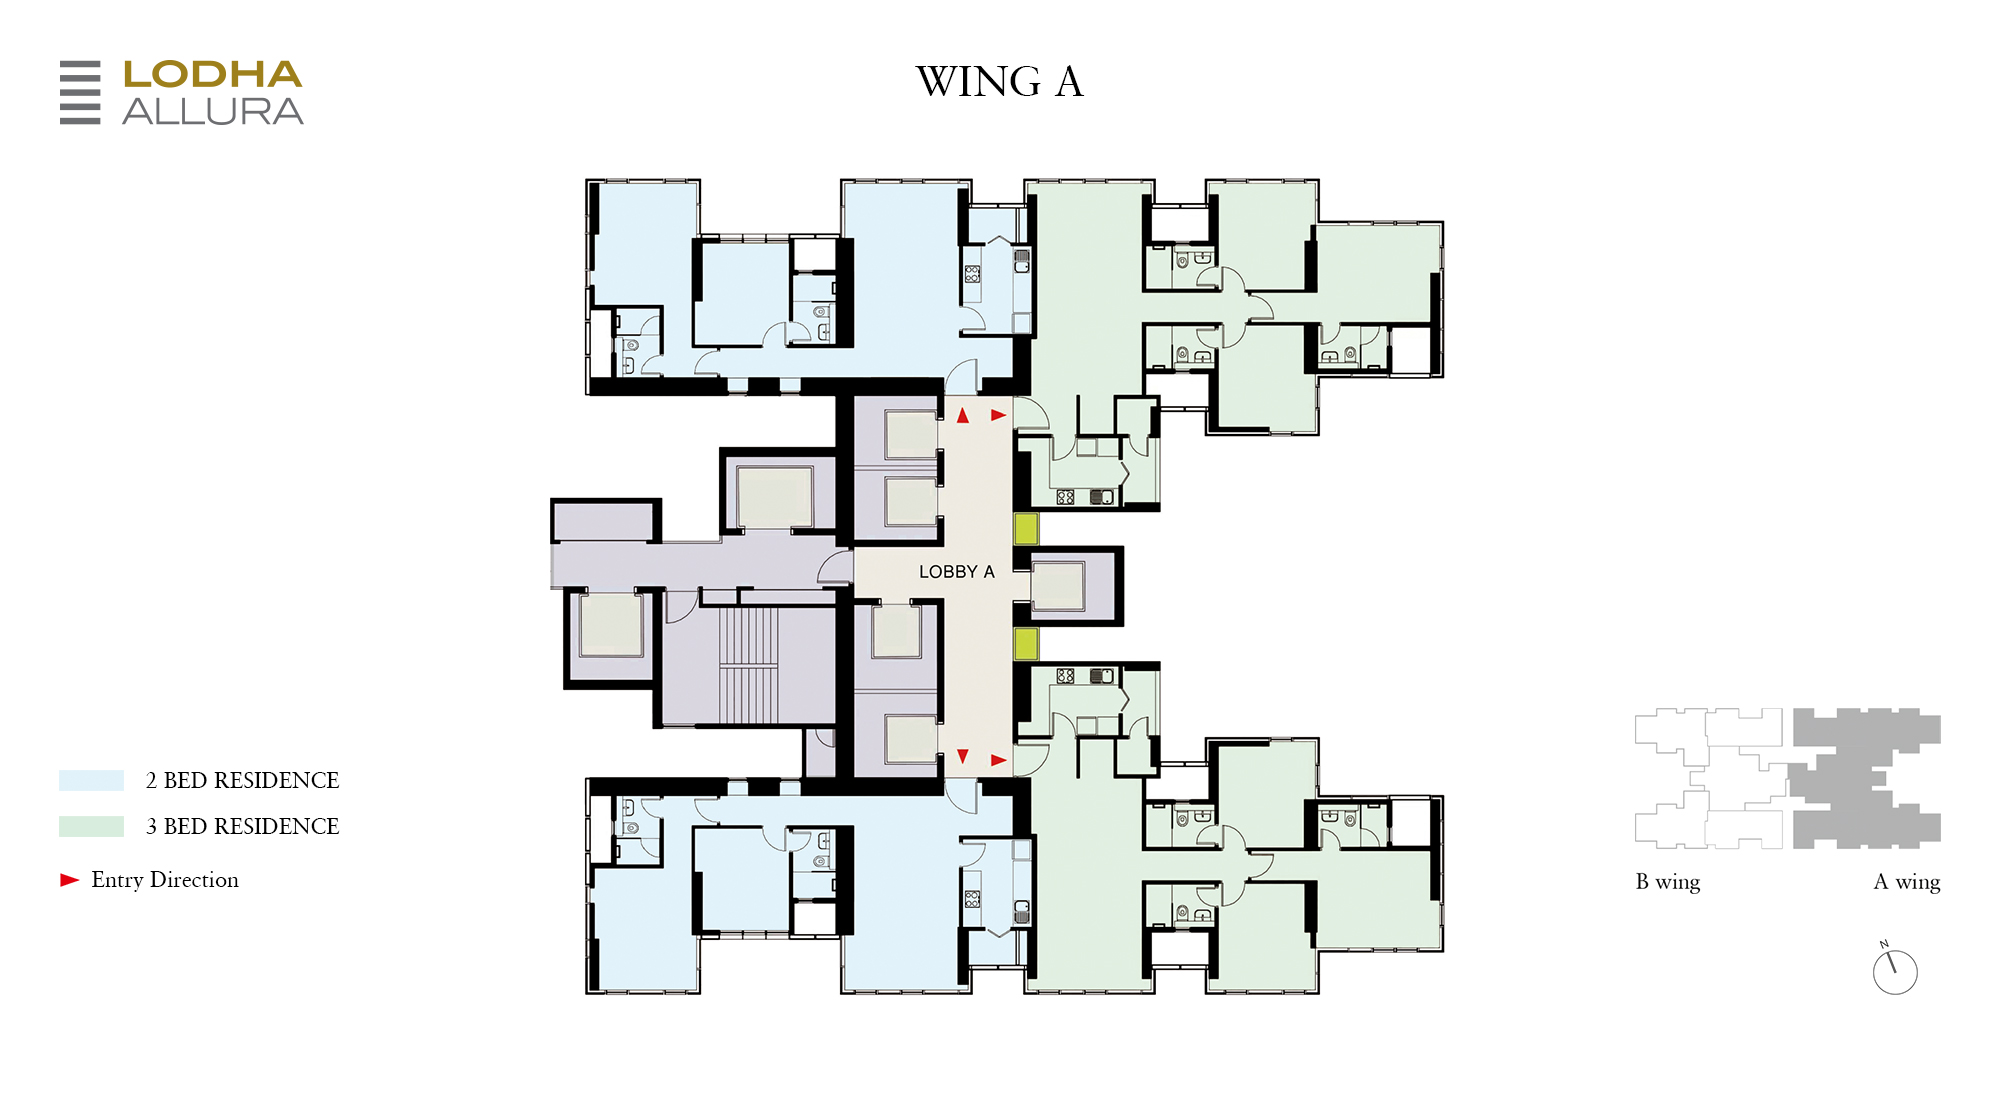 LODHA
ALLURA
WING A
LOBBY A
2 BED RESIDENCE
3 BED RESIDENCE
Entry Direction
B wing
A wing
N